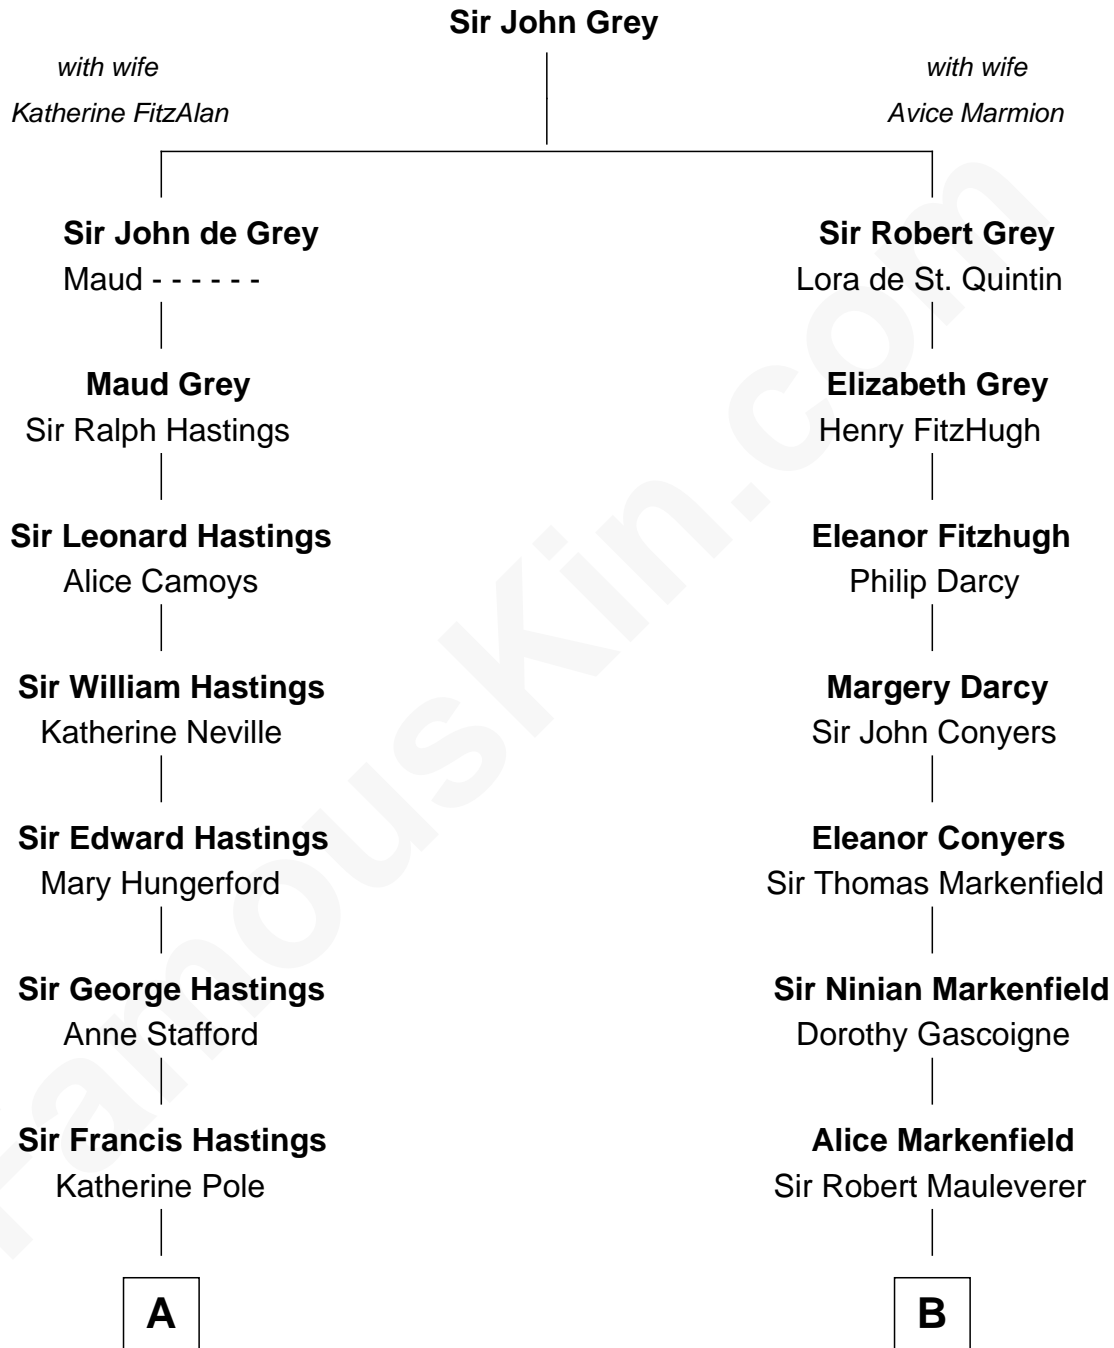 Sir John Grey
with wife
Katherine FitzAlan
with wife
Avice Marmion
Sir John de Grey
Maud - - - - - -
Sir Robert Grey
Lora de St. Quintin
Maud Grey
Sir Ralph Hastings
Elizabeth Grey
Henry FitzHugh
Sir Leonard Hastings
Alice Camoys
Eleanor Fitzhugh
Philip Darcy
Sir William Hastings
Katherine Neville
Margery Darcy
Sir John Conyers
Sir Edward Hastings
Mary Hungerford
Eleanor Conyers
Sir Thomas Markenfield
Sir George Hastings
Anne Stafford
Sir Ninian Markenfield
Dorothy Gascoigne
Sir Francis Hastings
Katherine Pole
Alice Markenfield
Sir Robert Mauleverer
A
B
FamousKin.com